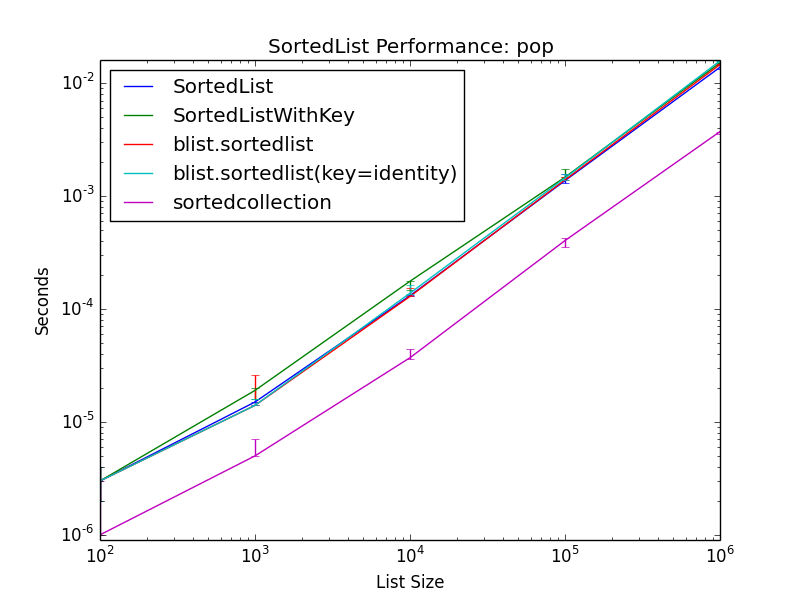 SortedList Performance: pop
10^-2
SortedList
SortedListWithKey
blist.sortedlist
blist.sortedlist(key=identity)
sortedcollection
10^-3
Seconds
10^-4
10^-5
10^-6
10^2 10^3 10^4 10^5 10^6
List Size